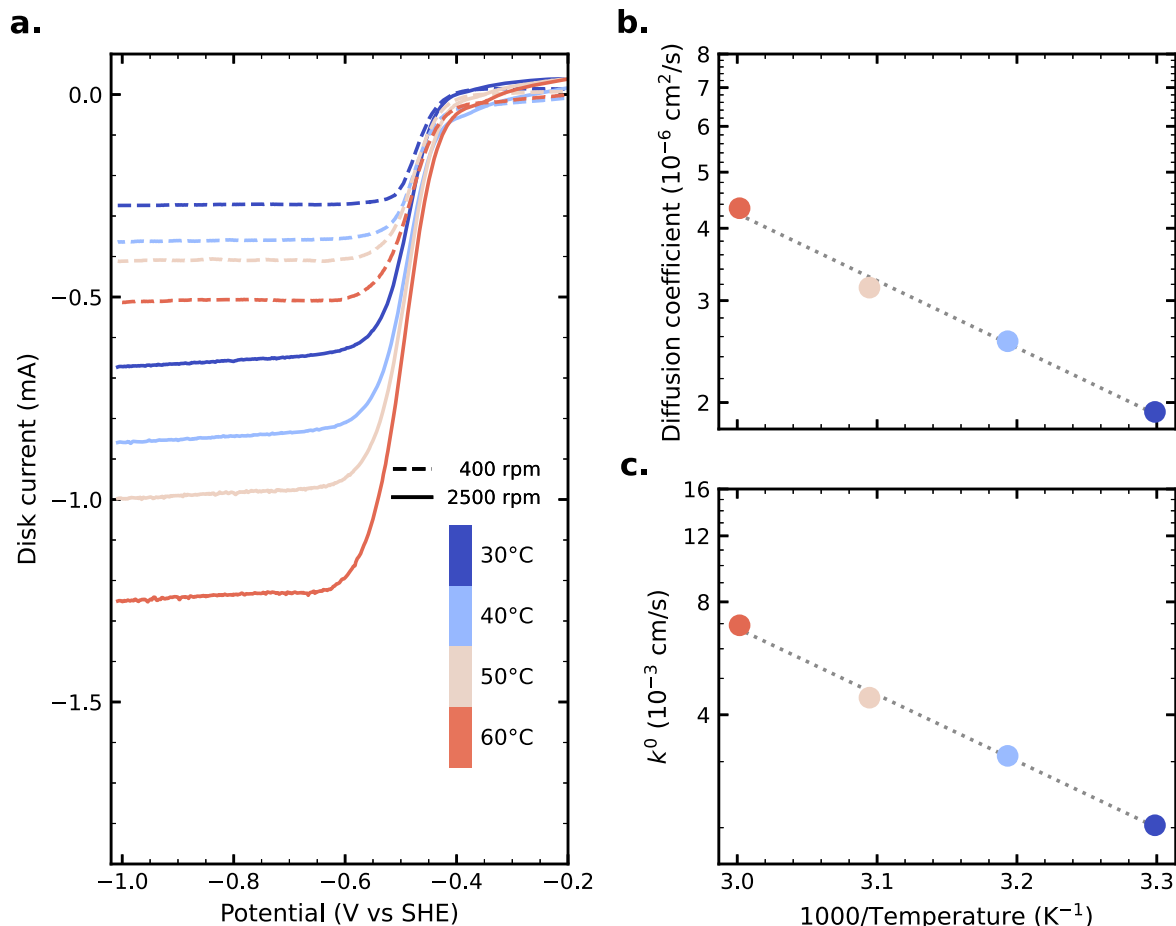 a.
0.0
−0.5
−1.0
−1.5
Disk current (mA)
400 rpm
2500 rpm
30°C
40°C
50°C
60°C
−1.0
−0.8
−0.6
−0.4
−0.2
Potential (V vs SHE)
b.
8
7
6
5
4
3
2
Diffusion coefficient (10⁻⁶ cm²/s)
c.
16
12
8
4
k⁰ (10⁻³ cm/s)
3.0
3.1
3.2
3.3
1000/Temperature (K⁻¹)